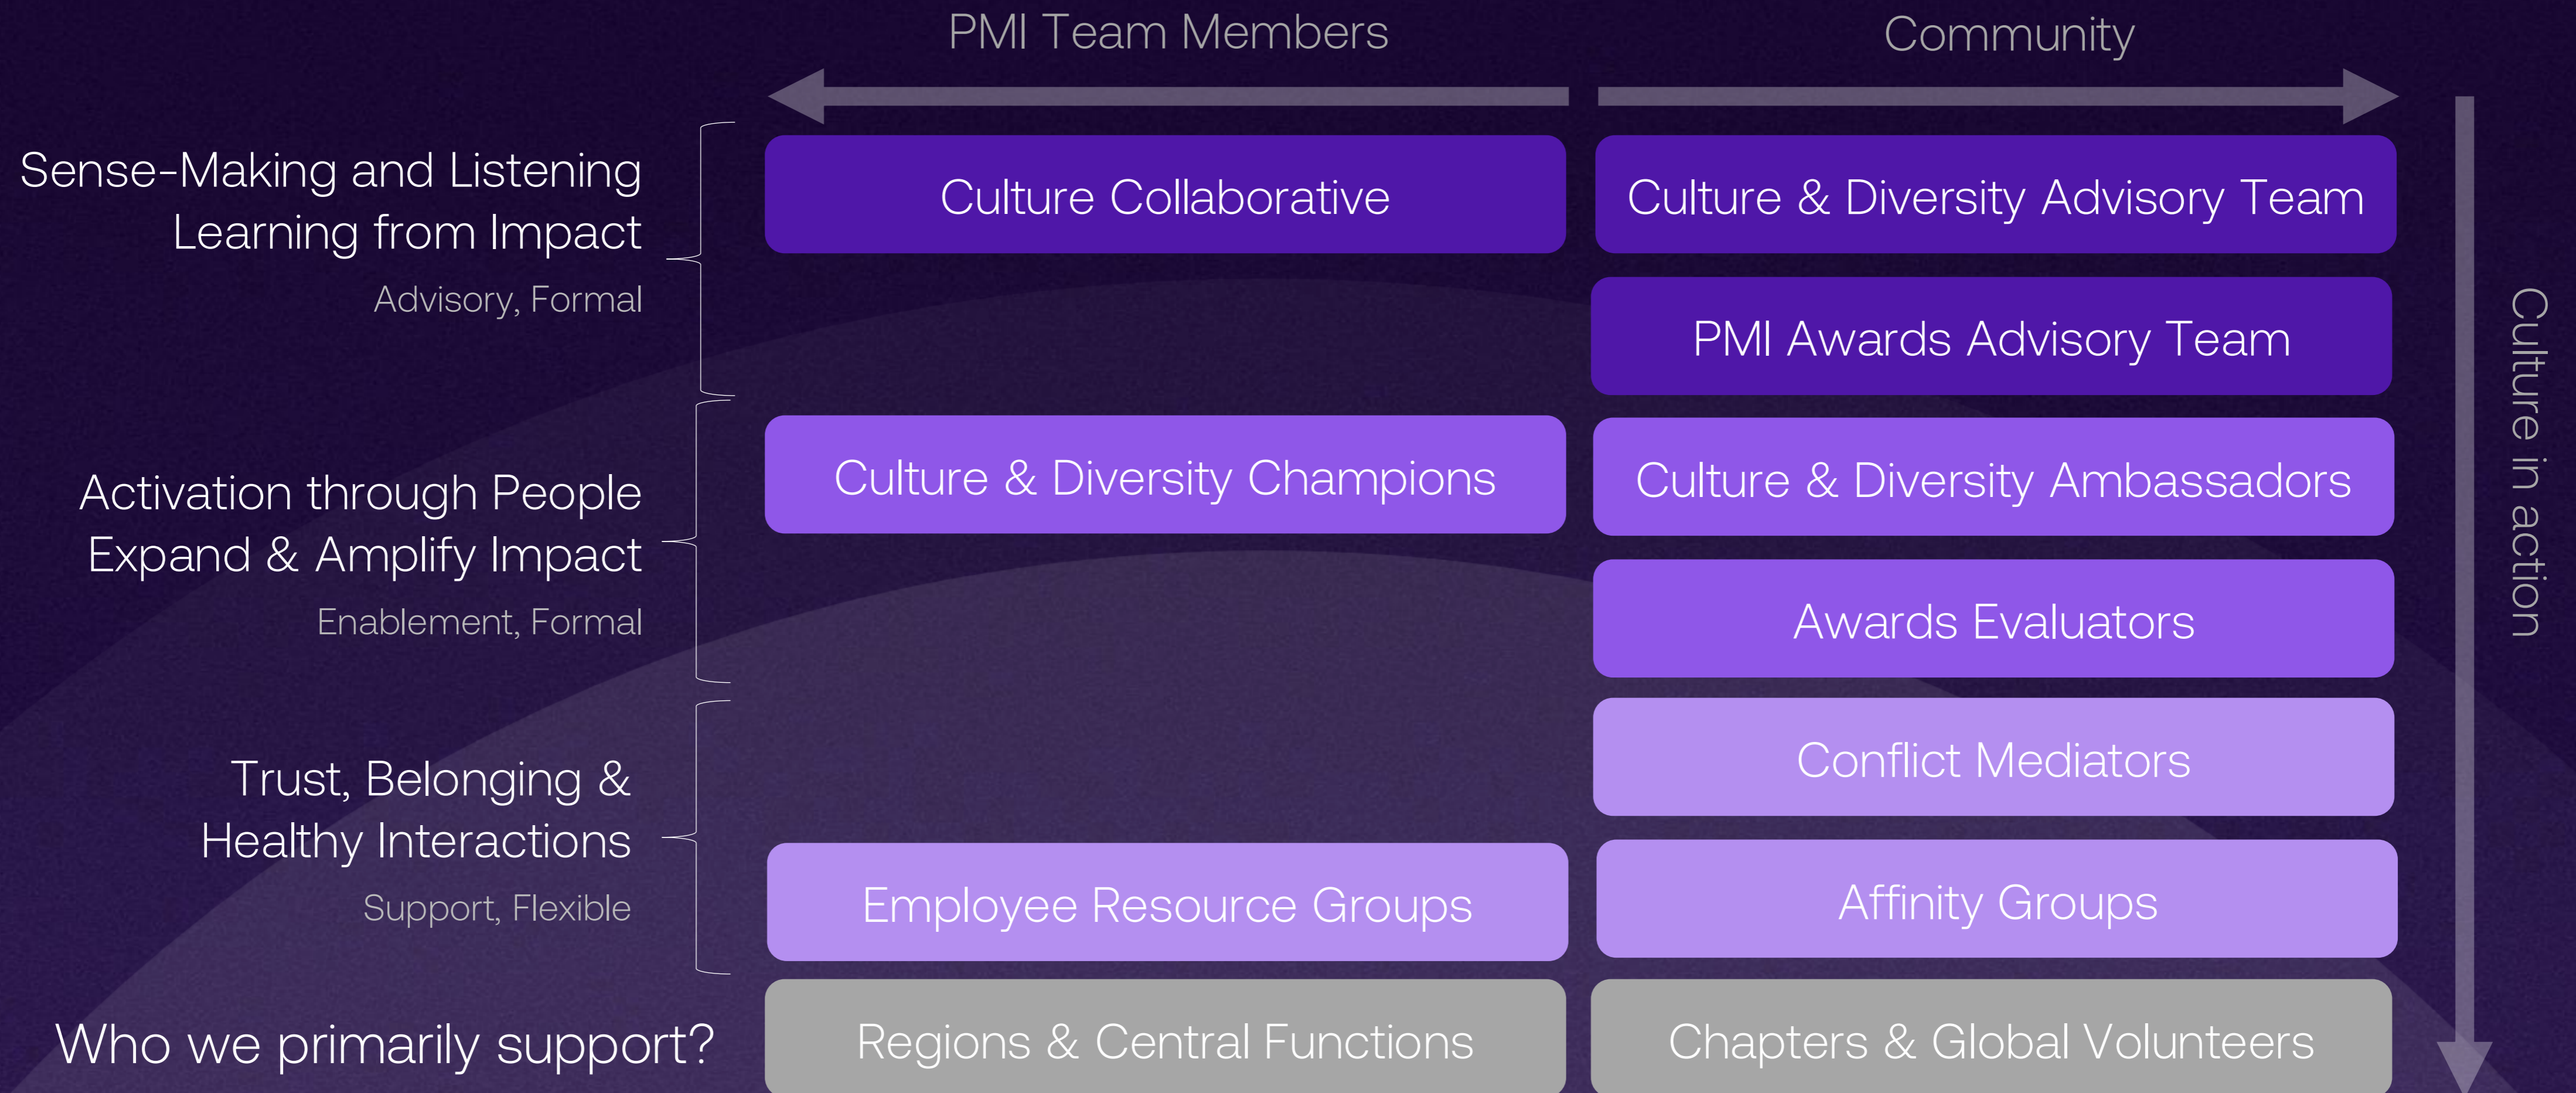 PMI Team Members
Community
Sense-Making and Listening
Learning from Impact
Advisory, Formal
Culture Collaborative
Culture & Diversity Advisory Team
PMI Awards Advisory Team
Activation through People
Expand & Amplify Impact
Enablement, Formal
Culture & Diversity Champions
Culture & Diversity Ambassadors
Awards Evaluators
Trust, Belonging &
Healthy Interactions
Support, Flexible
Conflict Mediators
Employee Resource Groups
Affinity Groups
Who we primarily support?
Regions & Central Functions
Chapters & Global Volunteers
Culture in action